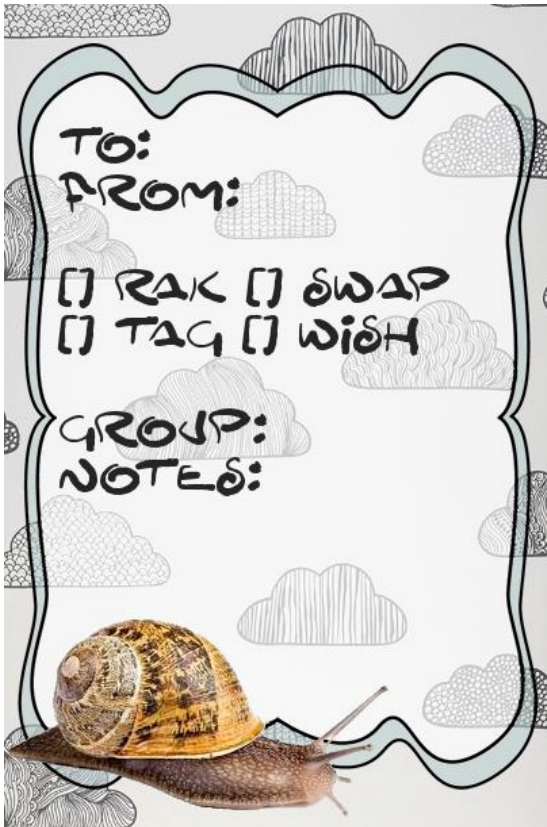 TO:
FROM:
[] RAK [] SWAP
[] TAG [] WiSH
GROUP:
NOTES: